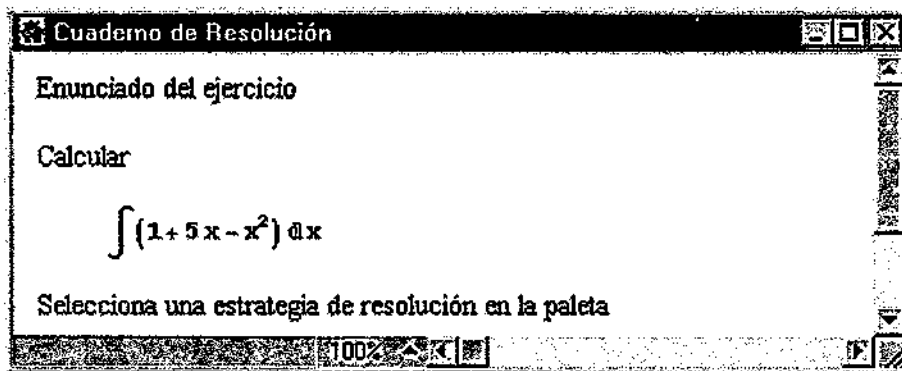 Cuaderno de Resolución
Enunciado del ejercicio
Calcular
∫(1 + 5 x - x²) dx
Selecciona una estrategia de resolución en la paleta
100%